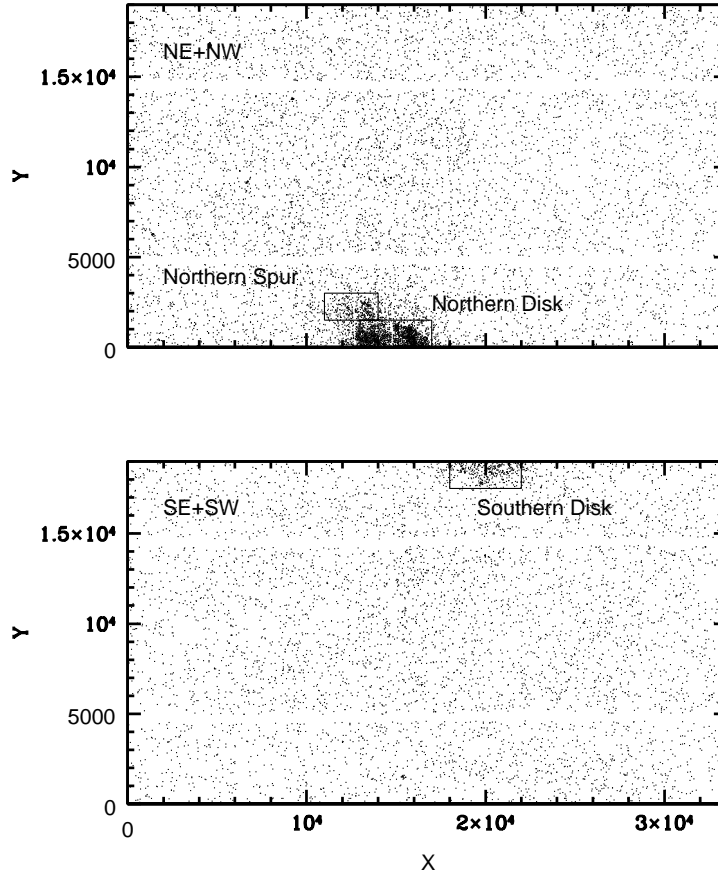 NE+NW
1.5×10⁴
10⁴
Y
5000
Northern Spur
Northern Disk
0
SE+SW
Southern Disk
1.5×10⁴
10⁴
Y
5000
0
0
10⁴
2×10⁴
3×10⁴
X